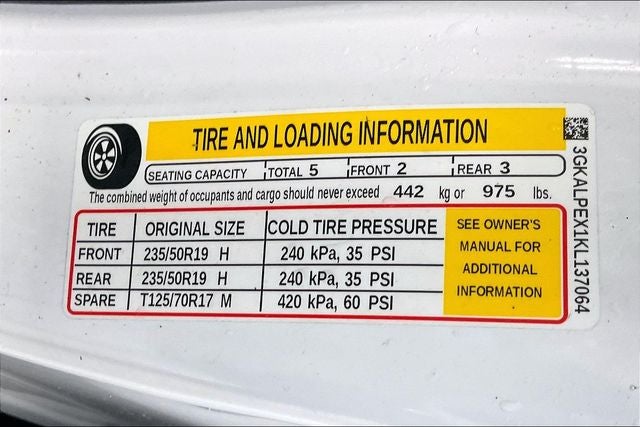 TIRE AND LOADING INFORMATION
SEATING CAPACITY TOTAL 5 FRONT 2 REAR 3
The combined weight of occupants and cargo should never exceed 442 kg or 975 lbs.
TIRE ORIGINAL SIZE COLD TIRE PRESSURE
FRONT 235/50R19 H 240 kPa, 35 PSI
REAR 235/50R19 H 240 kPa, 35 PSI
SPARE T125/70R17 M 420 kPa, 60 PSI
SEE OWNER'S
MANUAL FOR
ADDITIONAL
INFORMATION
3GKALPEX1KL137064